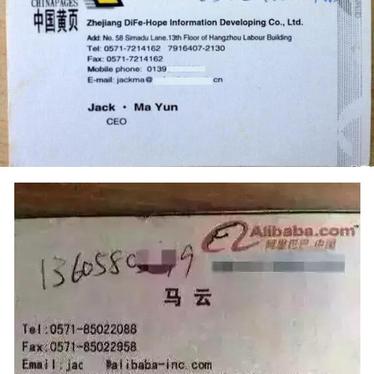 CHINAPAGES
中国黄页
Zhejiang DiFe-Hope Information Developing Co., Ltd.
Add: No. 58 Simadu Lane.13th Floor of Hangzhou Labour Building
Tel: 0571-7214162 7916407-2130
Fax: 0571-7214162
Mobile phone: 0139
E-mail: jackma@ cn
Jack · Ma Yun
CEO
Alibaba.com
阿里巴巴·中国
1360580 9
马云
Tel:0571-85022088
Fax:0571-85022958
Email:jac @alibaba-inc.com